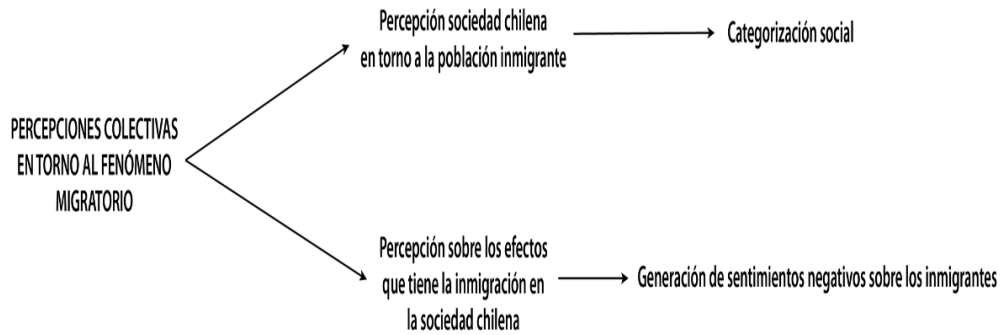 Percepción sociedad chilena
en torno a la población inmigrante
Categorización social
PERCEPCIONES COLECTIVAS
EN TORNO AL FENÓMENO
MIGRATORIO
Percepción sobre los efectos
que tiene la inmigración en
la sociedad chilena
Generación de sentimientos negativos sobre los inmigrantes